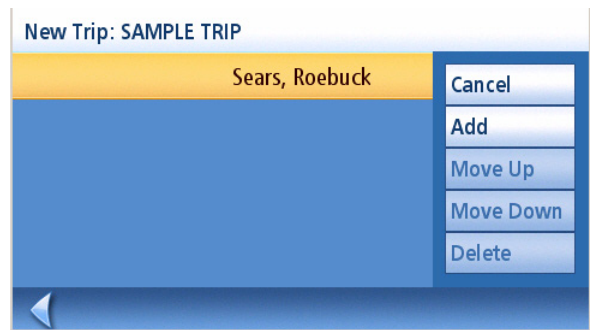 New Trip: SAMPLE TRIP
Sears, Roebuck
Cancel
Add
Move Up
Move Down
Delete